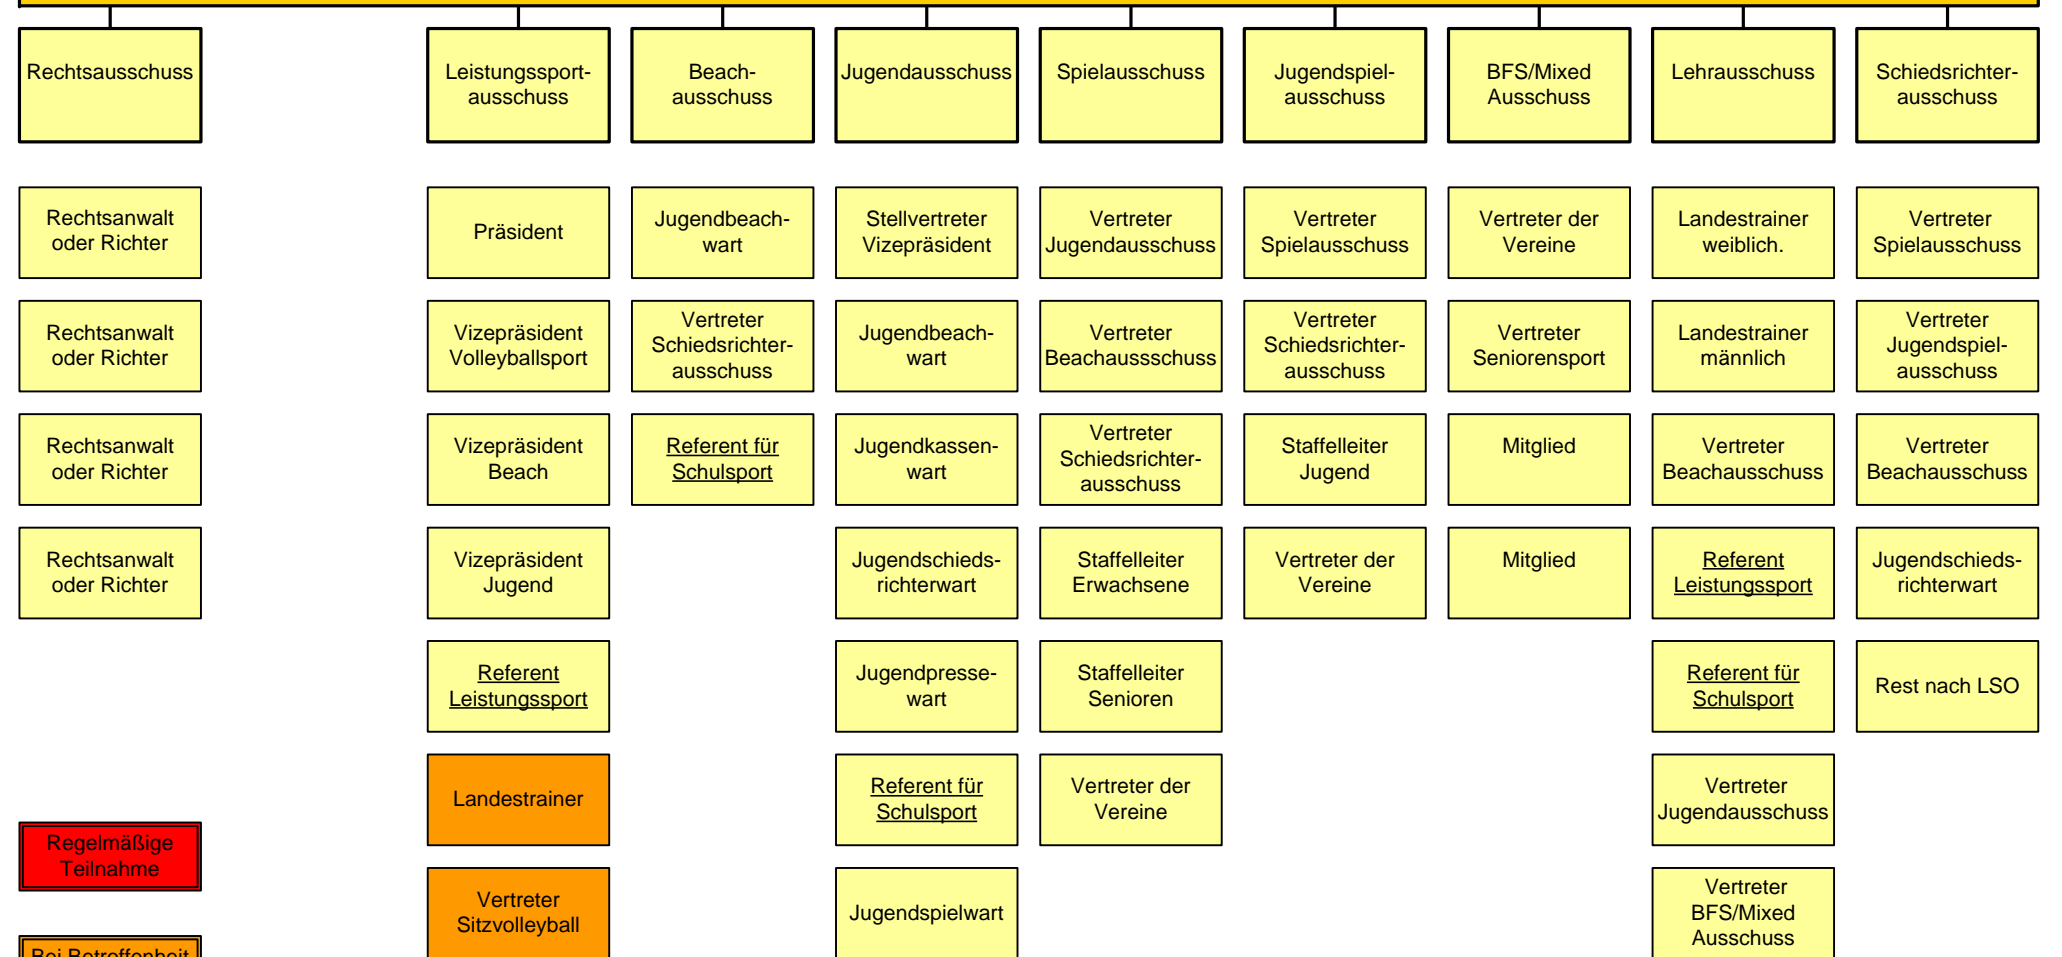 Rechtsausschuss
Leistungssport-
ausschuss
Beach-
ausschuss
Jugendausschuss
Spielausschuss
Jugendspiel-
ausschuss
BFS/Mixed
Ausschuss
Lehrausschuss
Schiedsrichter-
ausschuss
Rechtsanwalt
oder Richter
Präsident
Jugendbeach-
wart
Stellvertreter
Vizepräsident
Vertreter
Jugendausschuss
Vertreter
Spielausschuss
Vertreter der
Vereine
Landestrainer
weiblich.
Vertreter
Spielausschuss
Rechtsanwalt
oder Richter
Vizepräsident
Volleyballsport
Vertreter
Schiedsrichter-
ausschuss
Jugendbeach-
wart
Vertreter
Beachaussschuss
Vertreter
Schiedsrichter-
ausschuss
Vertreter
Seniorensport
Landestrainer
männlich
Vertreter
Jugendspiel-
ausschuss
Rechtsanwalt
oder Richter
Vizepräsident
Beach
Referent für
Schulsport
Jugendkassen-
wart
Vertreter
Schiedsrichter-
ausschuss
Staffelleiter
Jugend
Mitglied
Vertreter
Beachausschuss
Vertreter
Beachausschuss
Rechtsanwalt
oder Richter
Vizepräsident
Jugend
Jugendschieds-
richterwart
Staffelleiter
Erwachsene
Vertreter der
Vereine
Mitglied
Referent
Leistungssport
Jugendschieds-
richterwart
Referent
Leistungssport
Jugendpresse-
wart
Staffelleiter
Senioren
Referent für
Schulsport
Rest nach LSO
Landestrainer
Referent für
Schulsport
Vertreter der
Vereine
Vertreter
Jugendausschuss
Regelmäßige
Teilnahme
Vertreter
Sitzvolleyball
Jugendspielwart
Vertreter
BFS/Mixed
Ausschuss
Bei Betroffenheit